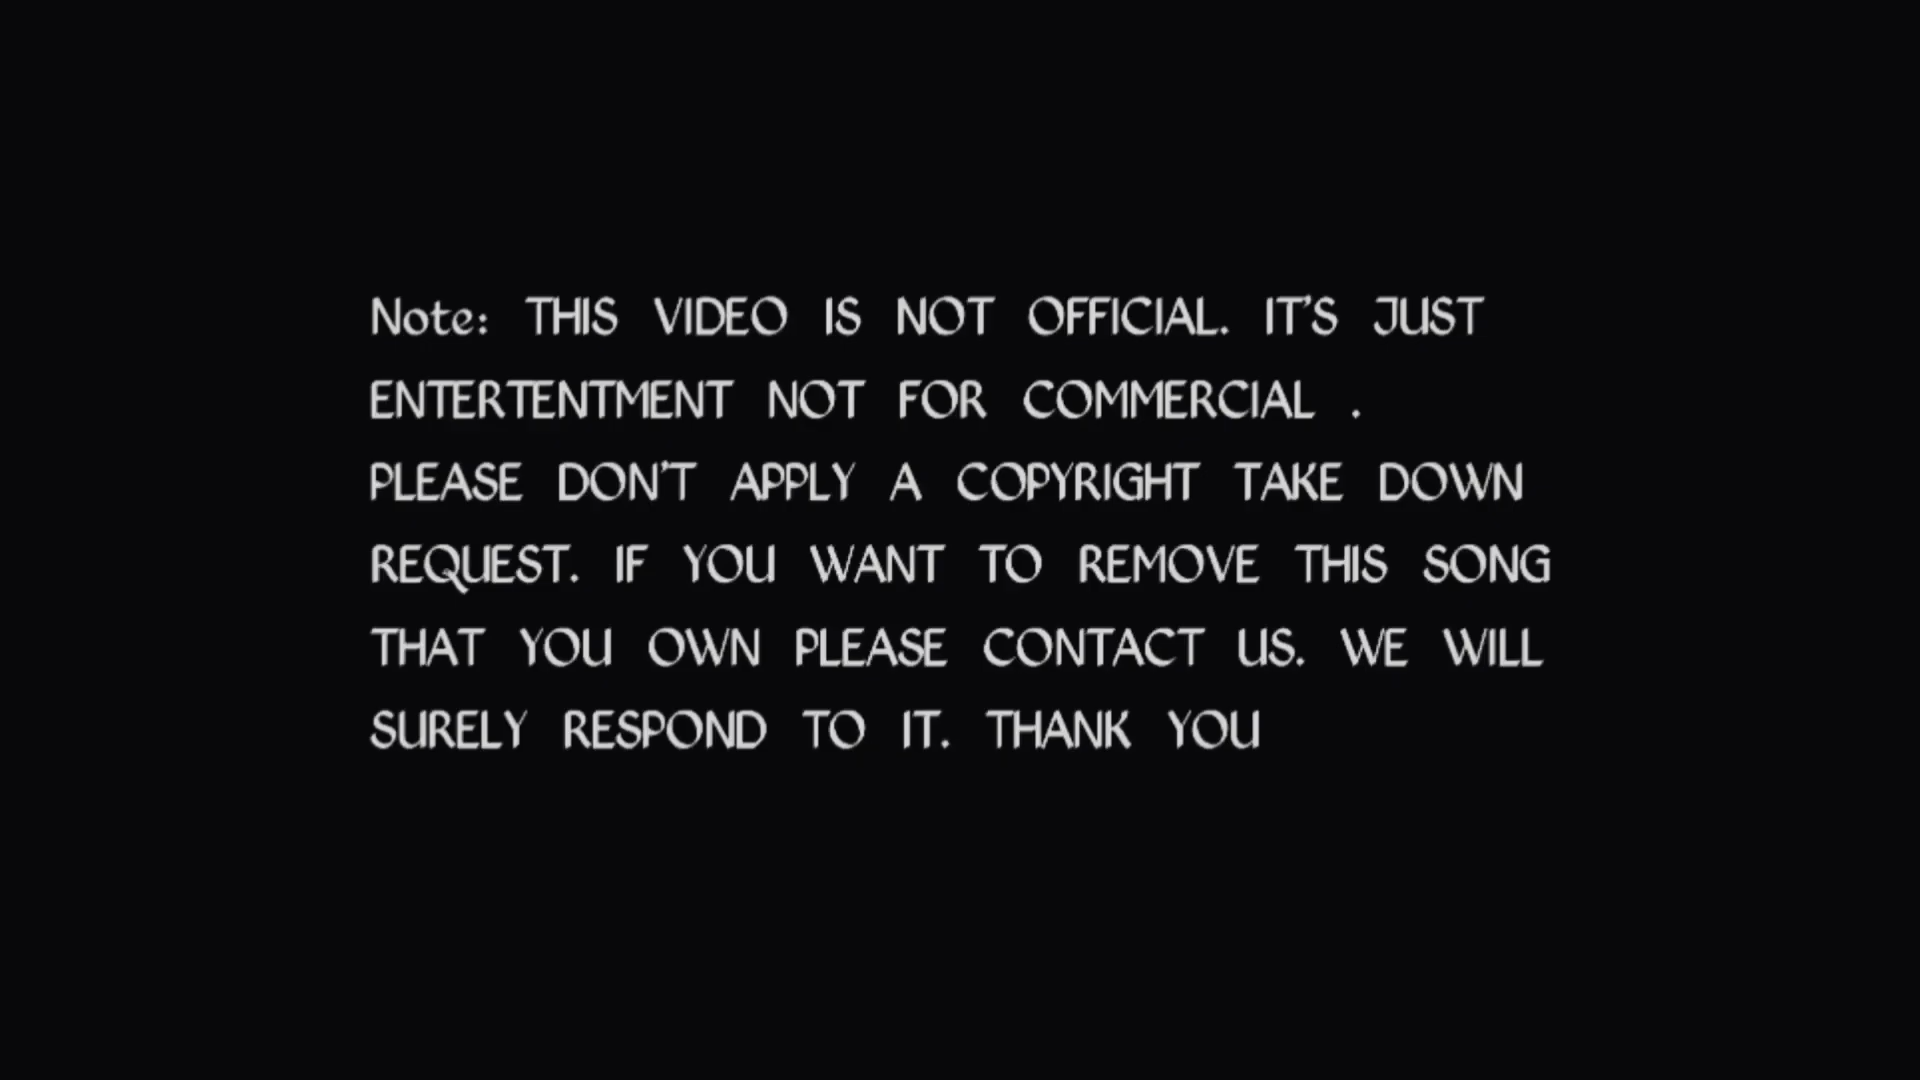 Note: THIS VIDEO IS NOT OFFICIAL. IT'S JUST
ENTERTENTMENT NOT FOR COMMERCIAL .
PLEASE DON'T APPLY A COPYRIGHT TAKE DOWN
REQUEST. IF YOU WANT TO REMOVE THIS SONG
THAT YOU OWN PLEASE CONTACT US. WE WILL
SURELY RESPOND TO IT. THANK YOU